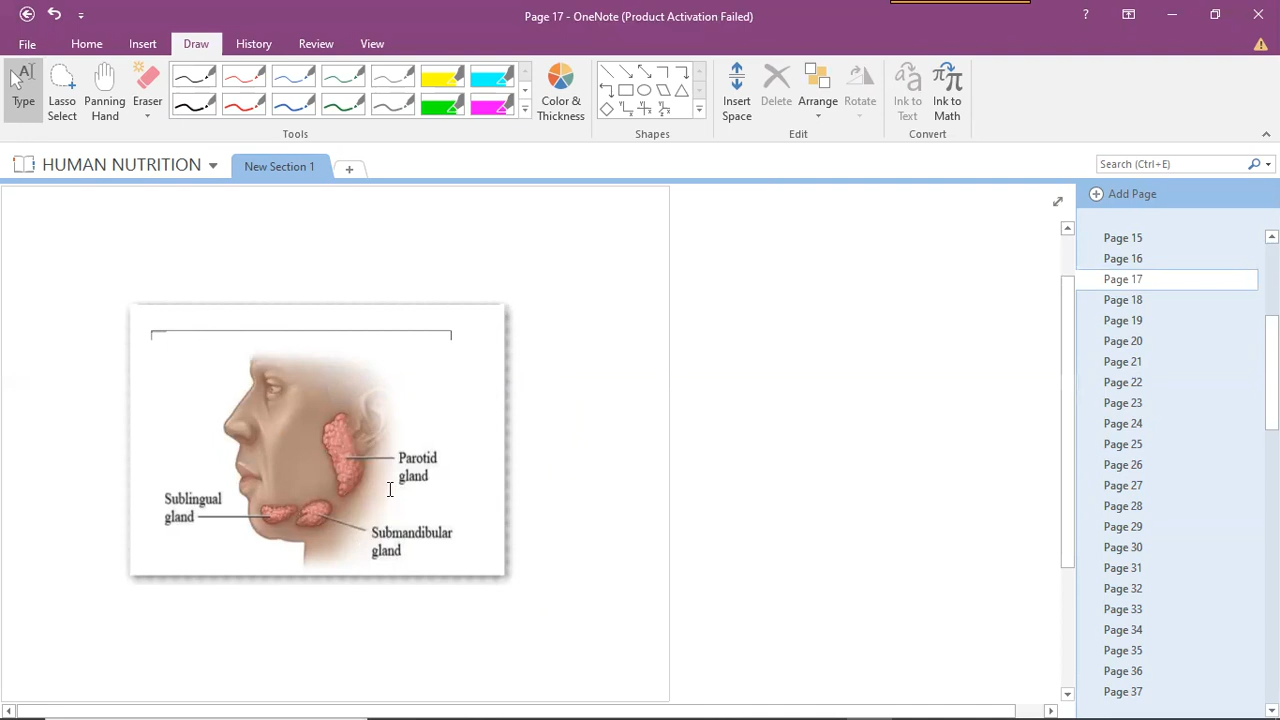 Page 17 - OneNote (Product Activation Failed)
?
File
Home
Insert
Draw
History
Review
View
Type
Lasso
Select
Panning
Hand
Eraser
Color &
Thickness
Insert
Space
Delete
Arrange
Rotate
Ink to
Text
Ink to
Math
Tools
Shapes
Edit
Convert
HUMAN NUTRITION
New Section 1
Search (Ctrl+E)
Add Page
Page 15
Page 16
Page 17
Page 18
Page 19
Page 20
Page 21
Page 22
Page 23
Page 24
Page 25
Page 26
Page 27
Page 28
Page 29
Page 30
Page 31
Page 32
Page 33
Page 34
Page 35
Page 36
Page 37
Parotid
gland
Sublingual
gland
Submandibular
gland